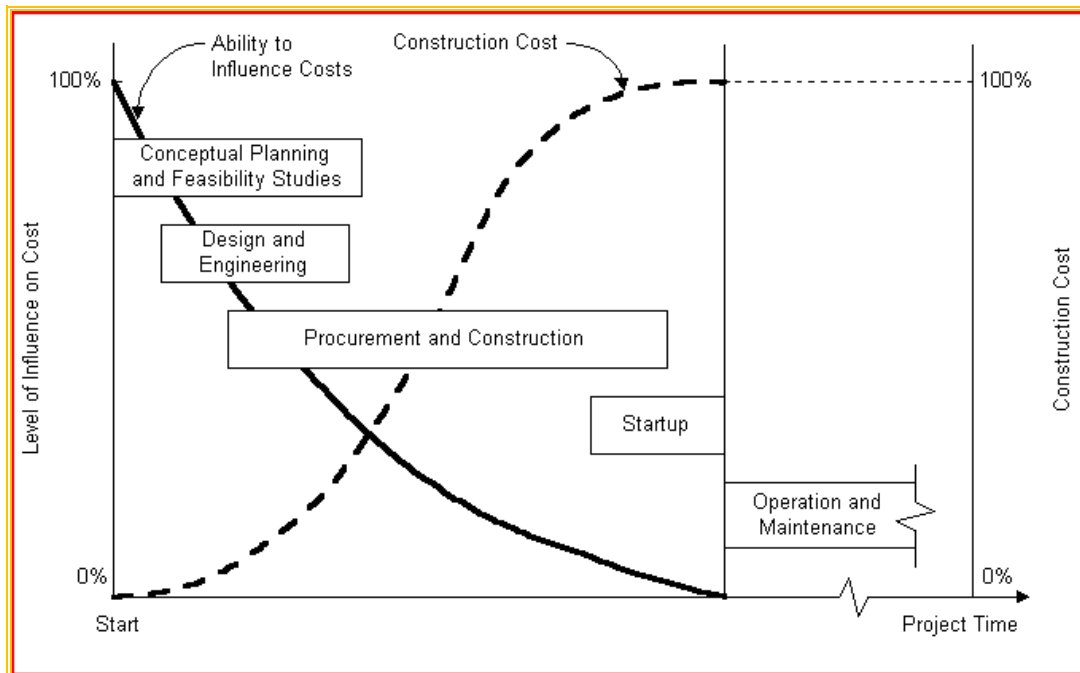 Ability to
Influence Costs
Construction Cost
100%
100%
Conceptual Planning
and Feasibility Studies
Design and
Engineering
Procurement and Construction
Startup
Operation and
Maintenance
Level of Influence on Cost
Construction Cost
0%
0%
Start
Project Time